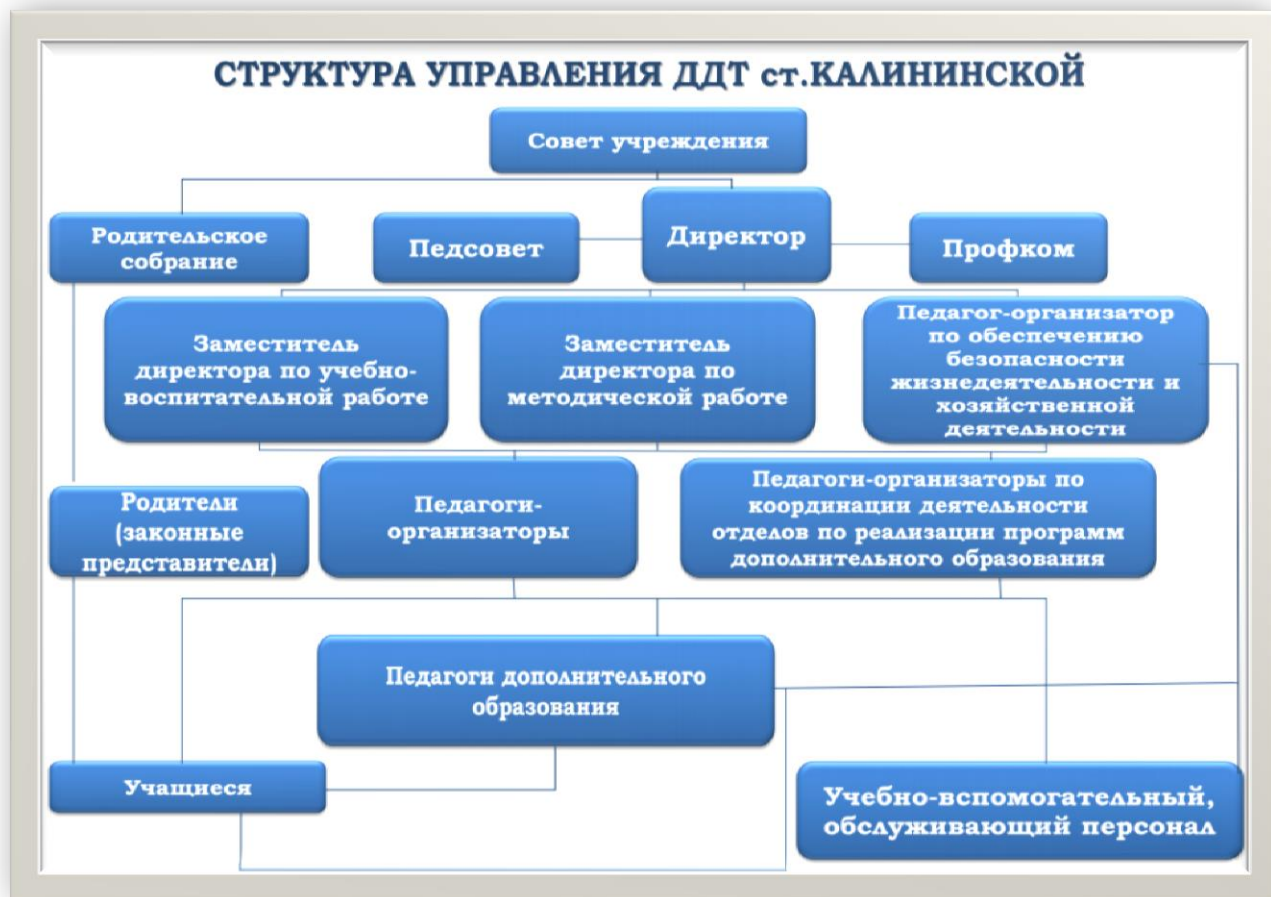 СТРУКТУРА УПРАВЛЕНИЯ ДДТ ст.КАЛИНИНСКОЙ
Совет учреждения
Родительское
собрание
Педсовет
Директор
Профком
Заместитель
директора по учебно-
воспитательной работе
Заместитель
директора по
методической работе
Педагог-организатор
по обеспечению
безопасности
жизнедеятельности и
хозяйственной
деятельности
Родители
(законные
представители)
Педагоги-
организаторы
Педагоги-организаторы по
координации деятельности
отделов по реализации программ
дополнительного образования
Педагоги дополнительного
образования
Учащиеся
Учебно-вспомогательный,
обслуживающий персонал